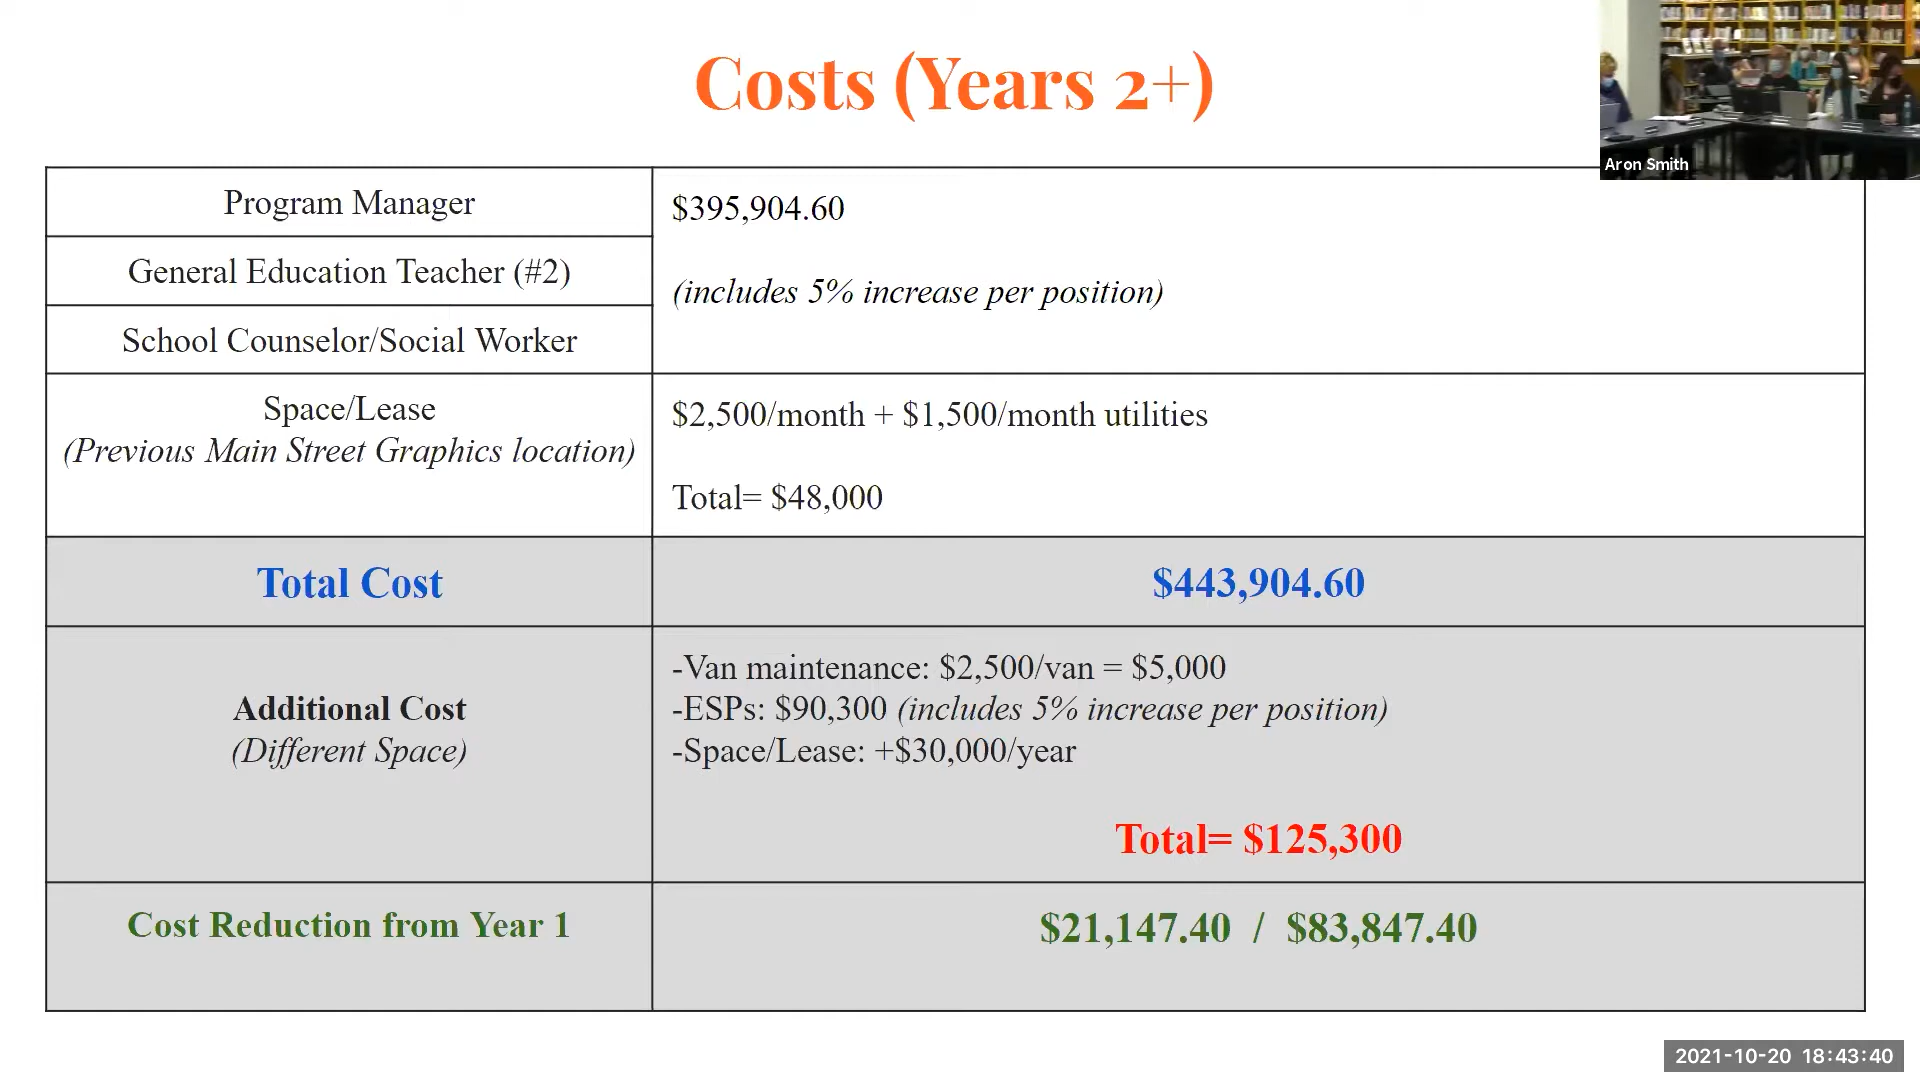 Costs (Years 2+)
Aron Smith
Program Manager
$395,904.60
General Education Teacher (#2)
(includes 5% increase per position)
School Counselor/Social Worker
Space/Lease
(Previous Main Street Graphics location)
$2,500/month + $1,500/month utilities
Total= $48,000
Total Cost
$443,904.60
Additional Cost
(Different Space)
-Van maintenance: $2,500/van = $5,000
-ESPs: $90,300 (includes 5% increase per position)
-Space/Lease: +$30,000/year
Total= $125,300
Cost Reduction from Year 1
$21,147.40 / $83,847.40
2021-10-20 18:43:40